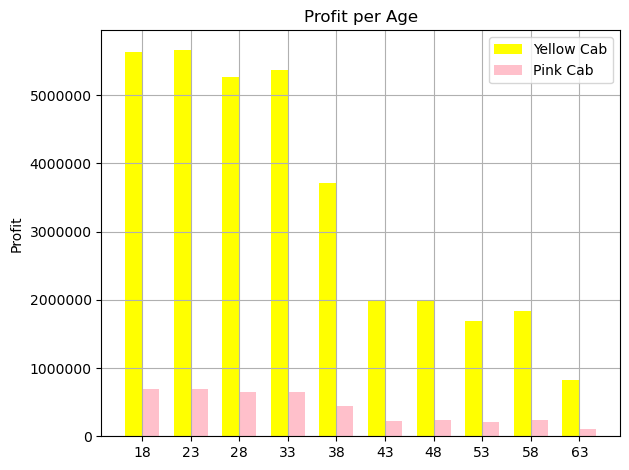 Profit per Age
Yellow Cab
Pink Cab
Profit
5000000
4000000
3000000
2000000
1000000
0
18 23 28 33 38 43 48 53 58 63